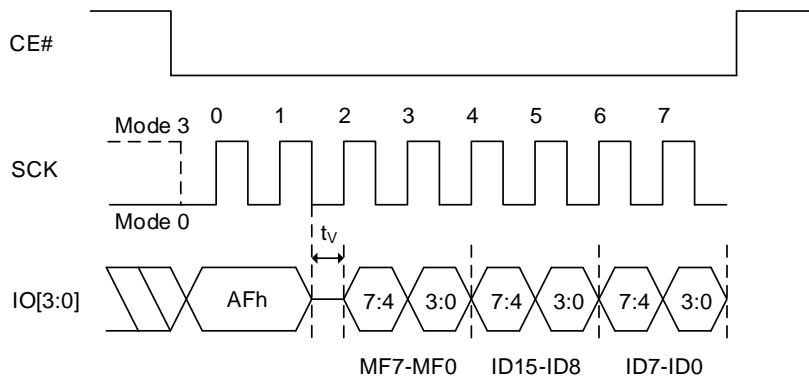 CE#
Mode 3 0 1 2 3 4 5 6 7
SCK
Mode 0
tV
IO[3:0] AFh 7:4 3:0 7:4 3:0 7:4 3:0
MF7-MF0 ID15-ID8 ID7-ID0